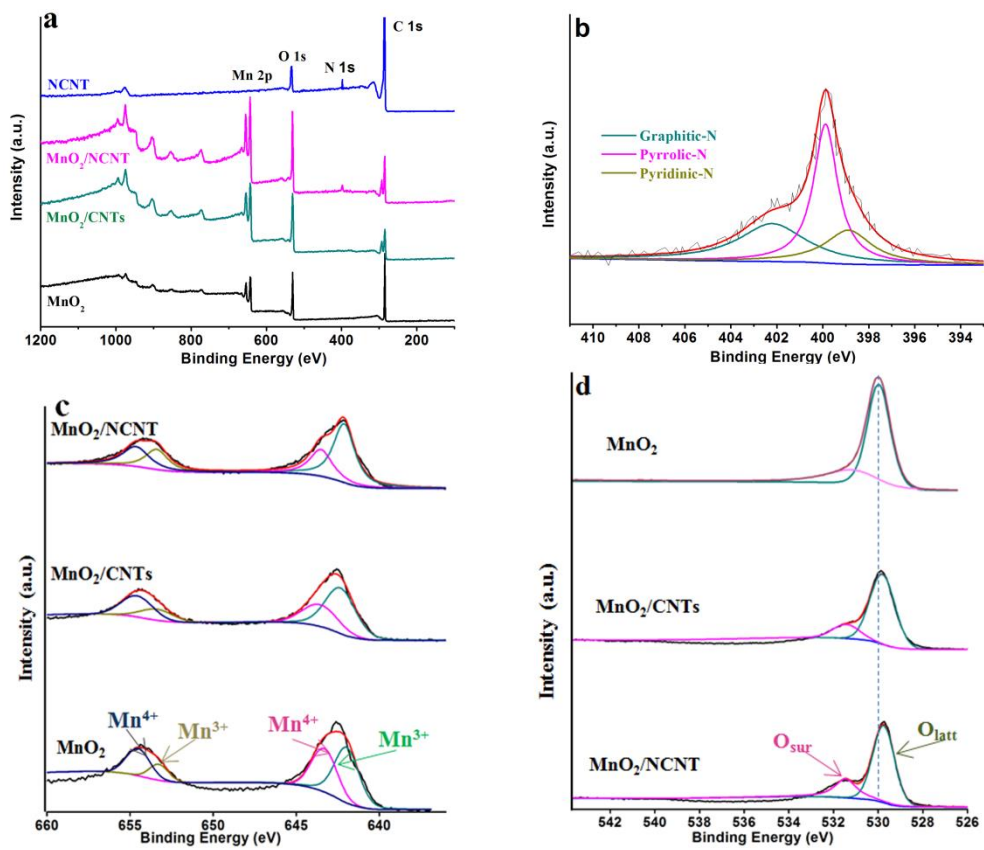 a
C 1s
O 1s
N 1s
Mn 2p
NCNT
MnO2/NCNT
MnO2/CNTs
MnO2
Intensity (a.u.)
1200 1000 800 600 400 200
Binding Energy (eV)
b
Graphitic-N
Pyrrolic-N
Pyridinic-N
Intensity (a.u.)
410 408 406 404 402 400 398 396 394
Binding Energy (eV)
c
MnO2/NCNT
MnO2/CNTs
Mn4+
Mn3+
Mn4+
Mn3+
MnO2
Intensity (a.u.)
660 655 650 645 640
Binding Energy (eV)
d
MnO2
MnO2/CNTs
Osur
Olatt
MnO2/NCNT
Intensity (a.u.)
542 540 538 536 534 532 530 528 526
Binding Energy (eV)